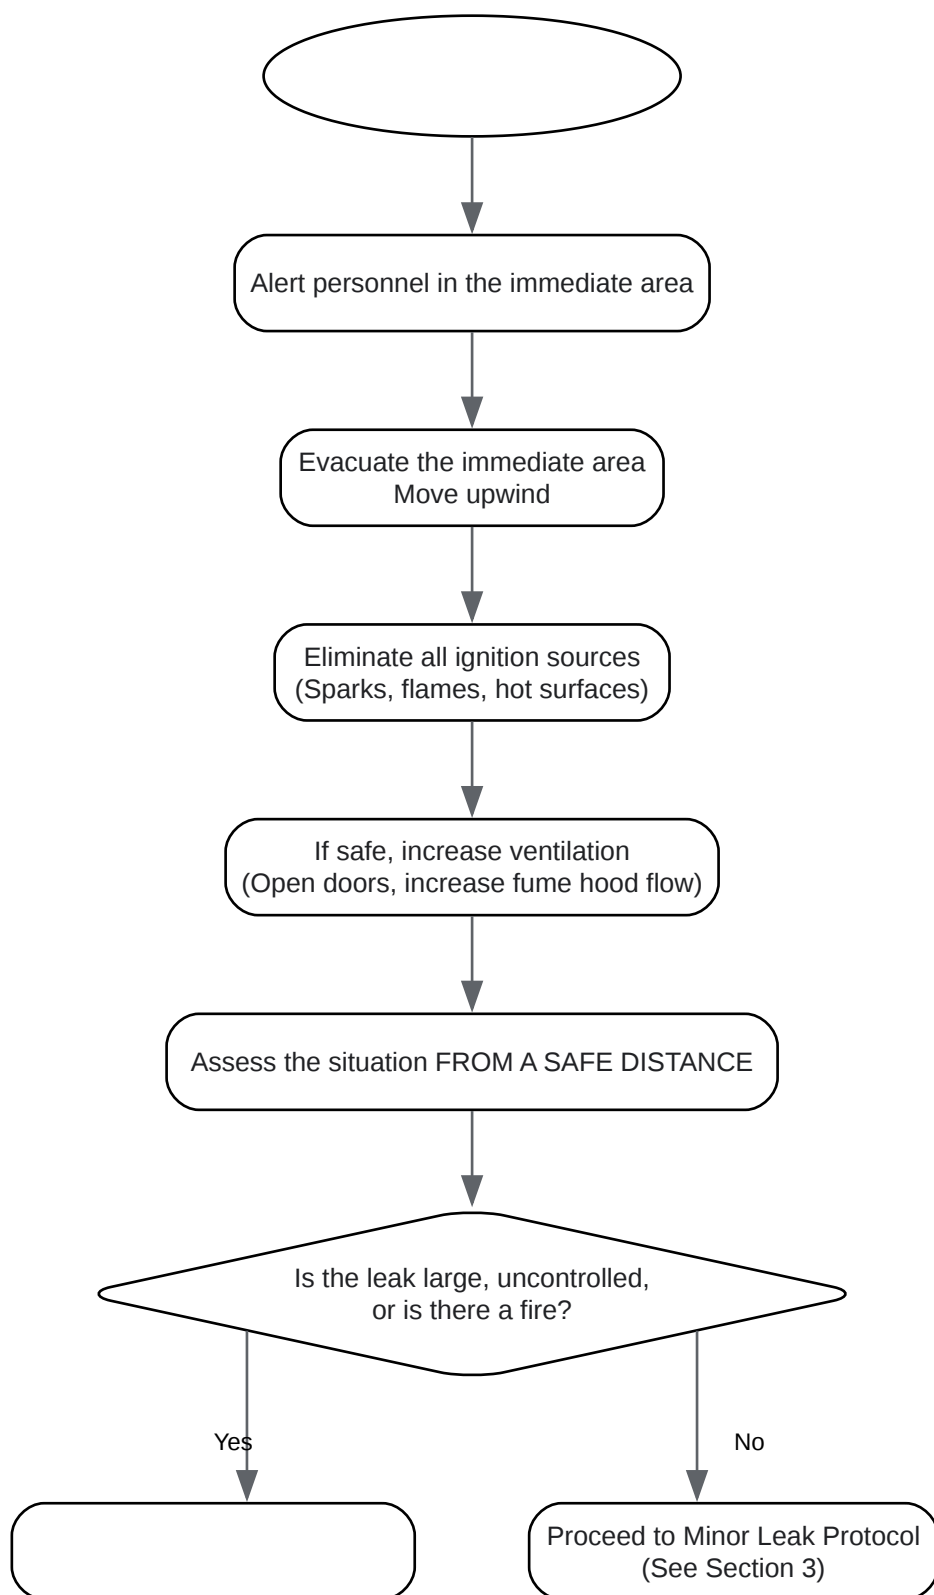 Alert personnel in the immediate area
Evacuate the immediate area
Move upwind
Eliminate all ignition sources
(Sparks, flames, hot surfaces)
If safe, increase ventilation
(Open doors, increase fume hood flow)
Assess the situation FROM A SAFE DISTANCE
Is the leak large, uncontrolled,
or is there a fire?
Yes
No
Proceed to Minor Leak Protocol
(See Section 3)